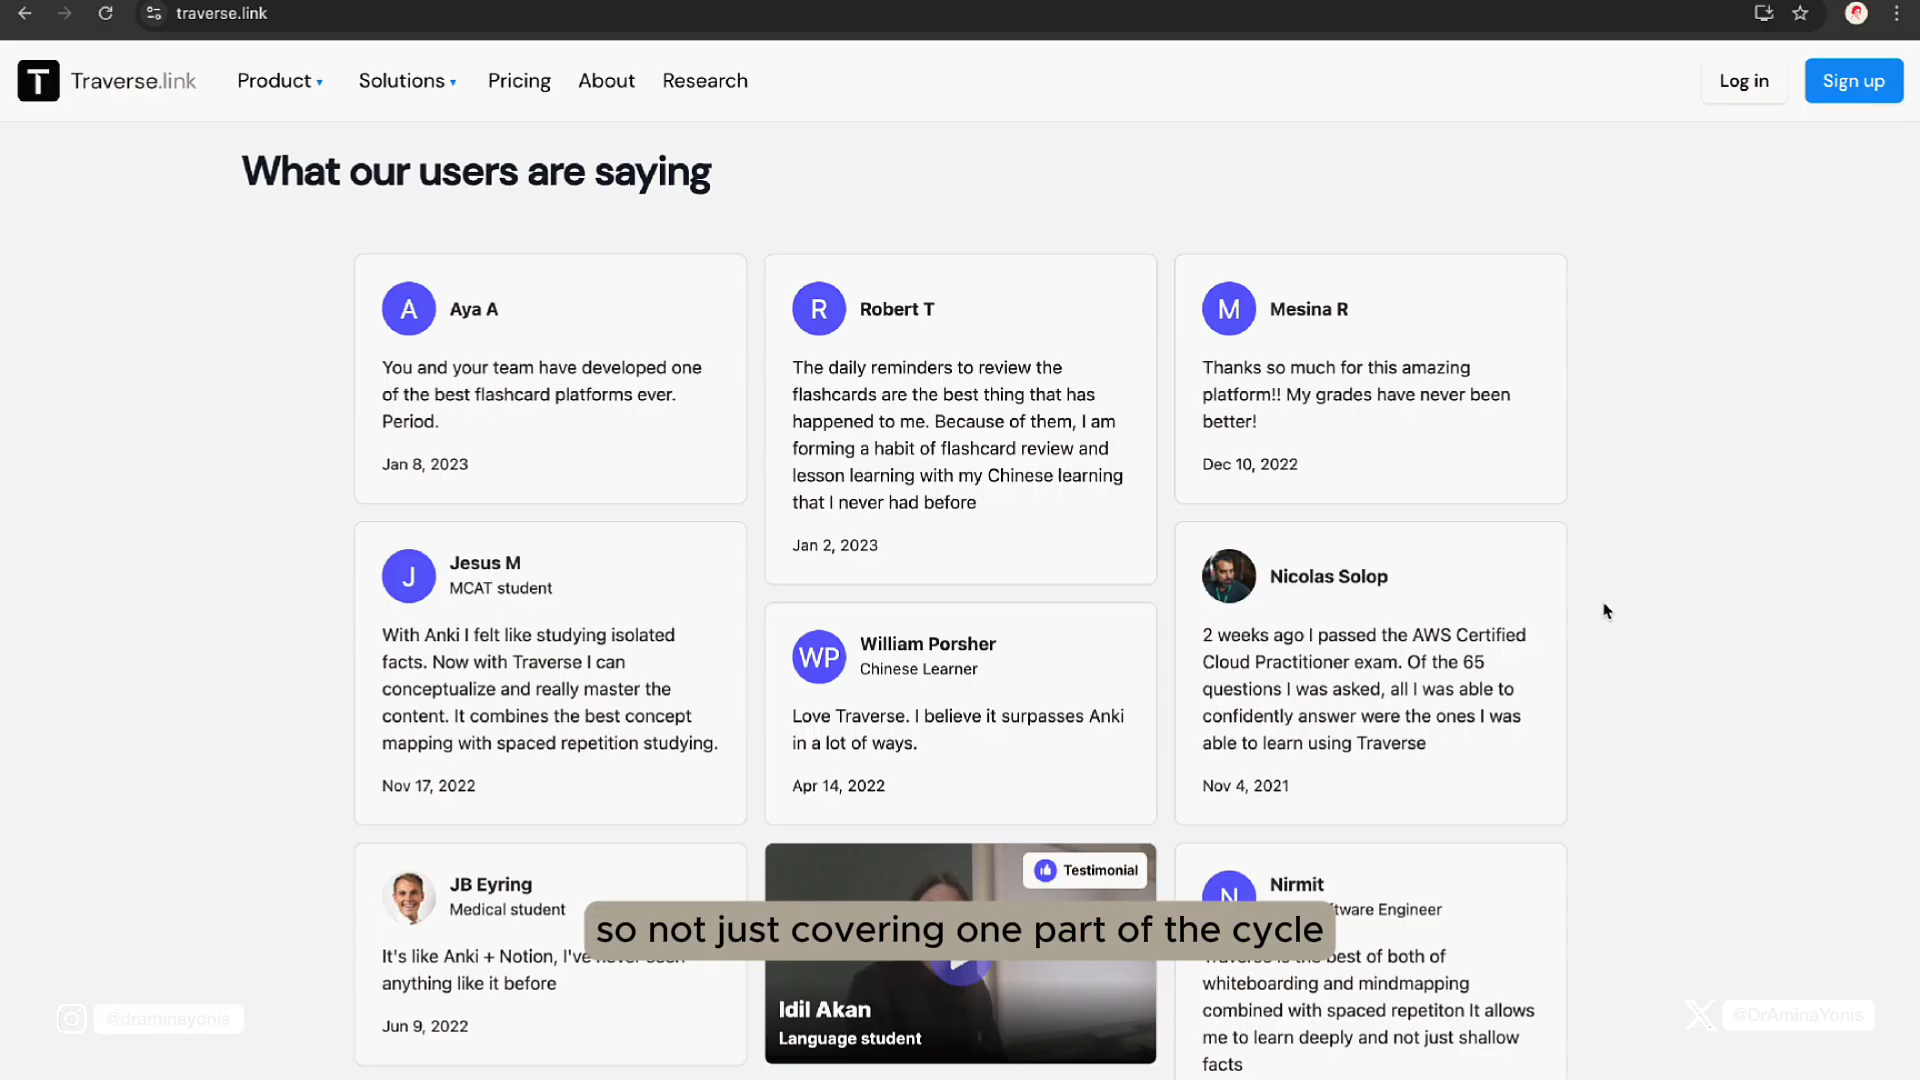 traverse.link
T Traverse.link Product Solutions Pricing About Research Log in Sign up
What our users are saying
A Aya A
You and your team have developed one
of the best flashcard platforms ever.
Period.
Jan 8, 2023
R Robert T
The daily reminders to review the
flashcards are the best thing that has
happened to me. Because of them, I am
forming a habit of flashcard review and
lesson learning with my Chinese learning
that I never had before
Jan 2, 2023
M Mesina R
Thanks so much for this amazing
platform!! My grades have never been
better!
Dec 10, 2022
J Jesus M
MCAT student
With Anki I felt like studying isolated
facts. Now with Traverse I can
conceptualize and really master the
content. It combines the best concept
mapping with spaced repetition studying.
Nov 17, 2022
WP William Porsher
Chinese Learner
Love Traverse. I believe it surpasses Anki
in a lot of ways.
Apr 14, 2022
Nicolas Solop
2 weeks ago I passed the AWS Certified
Cloud Practitioner exam. Of the 65
questions I was asked, all I was able to
confidently answer were the ones I was
able to learn using Traverse
Nov 4, 2021
JB Eyring
Medical student
It's like Anki + Notion, I've never seen
anything like it before
Jun 9, 2022
Testimonial
Idil Akan
Language student
N Nirmit
Engineer
Traverse is the best of both of
whiteboarding and mindmapping
combined with spaced repetiton It allows
me to learn deeply and not just shallow
facts
so not just covering one part of the cycle
@draminayonis
@DrAminaYonis